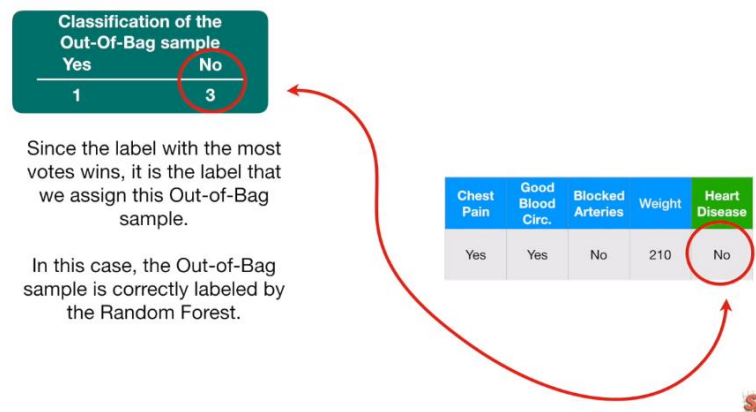 Classification of the
Out-Of-Bag sample
Yes No
1 3
Since the label with the most
votes wins, it is the label that
we assign this Out-of-Bag
sample.
In this case, the Out-of-Bag
sample is correctly labeled by
the Random Forest.
Chest Pain Good Blood Circ. Blocked Arteries Weight Heart Disease
Yes Yes No 210 No